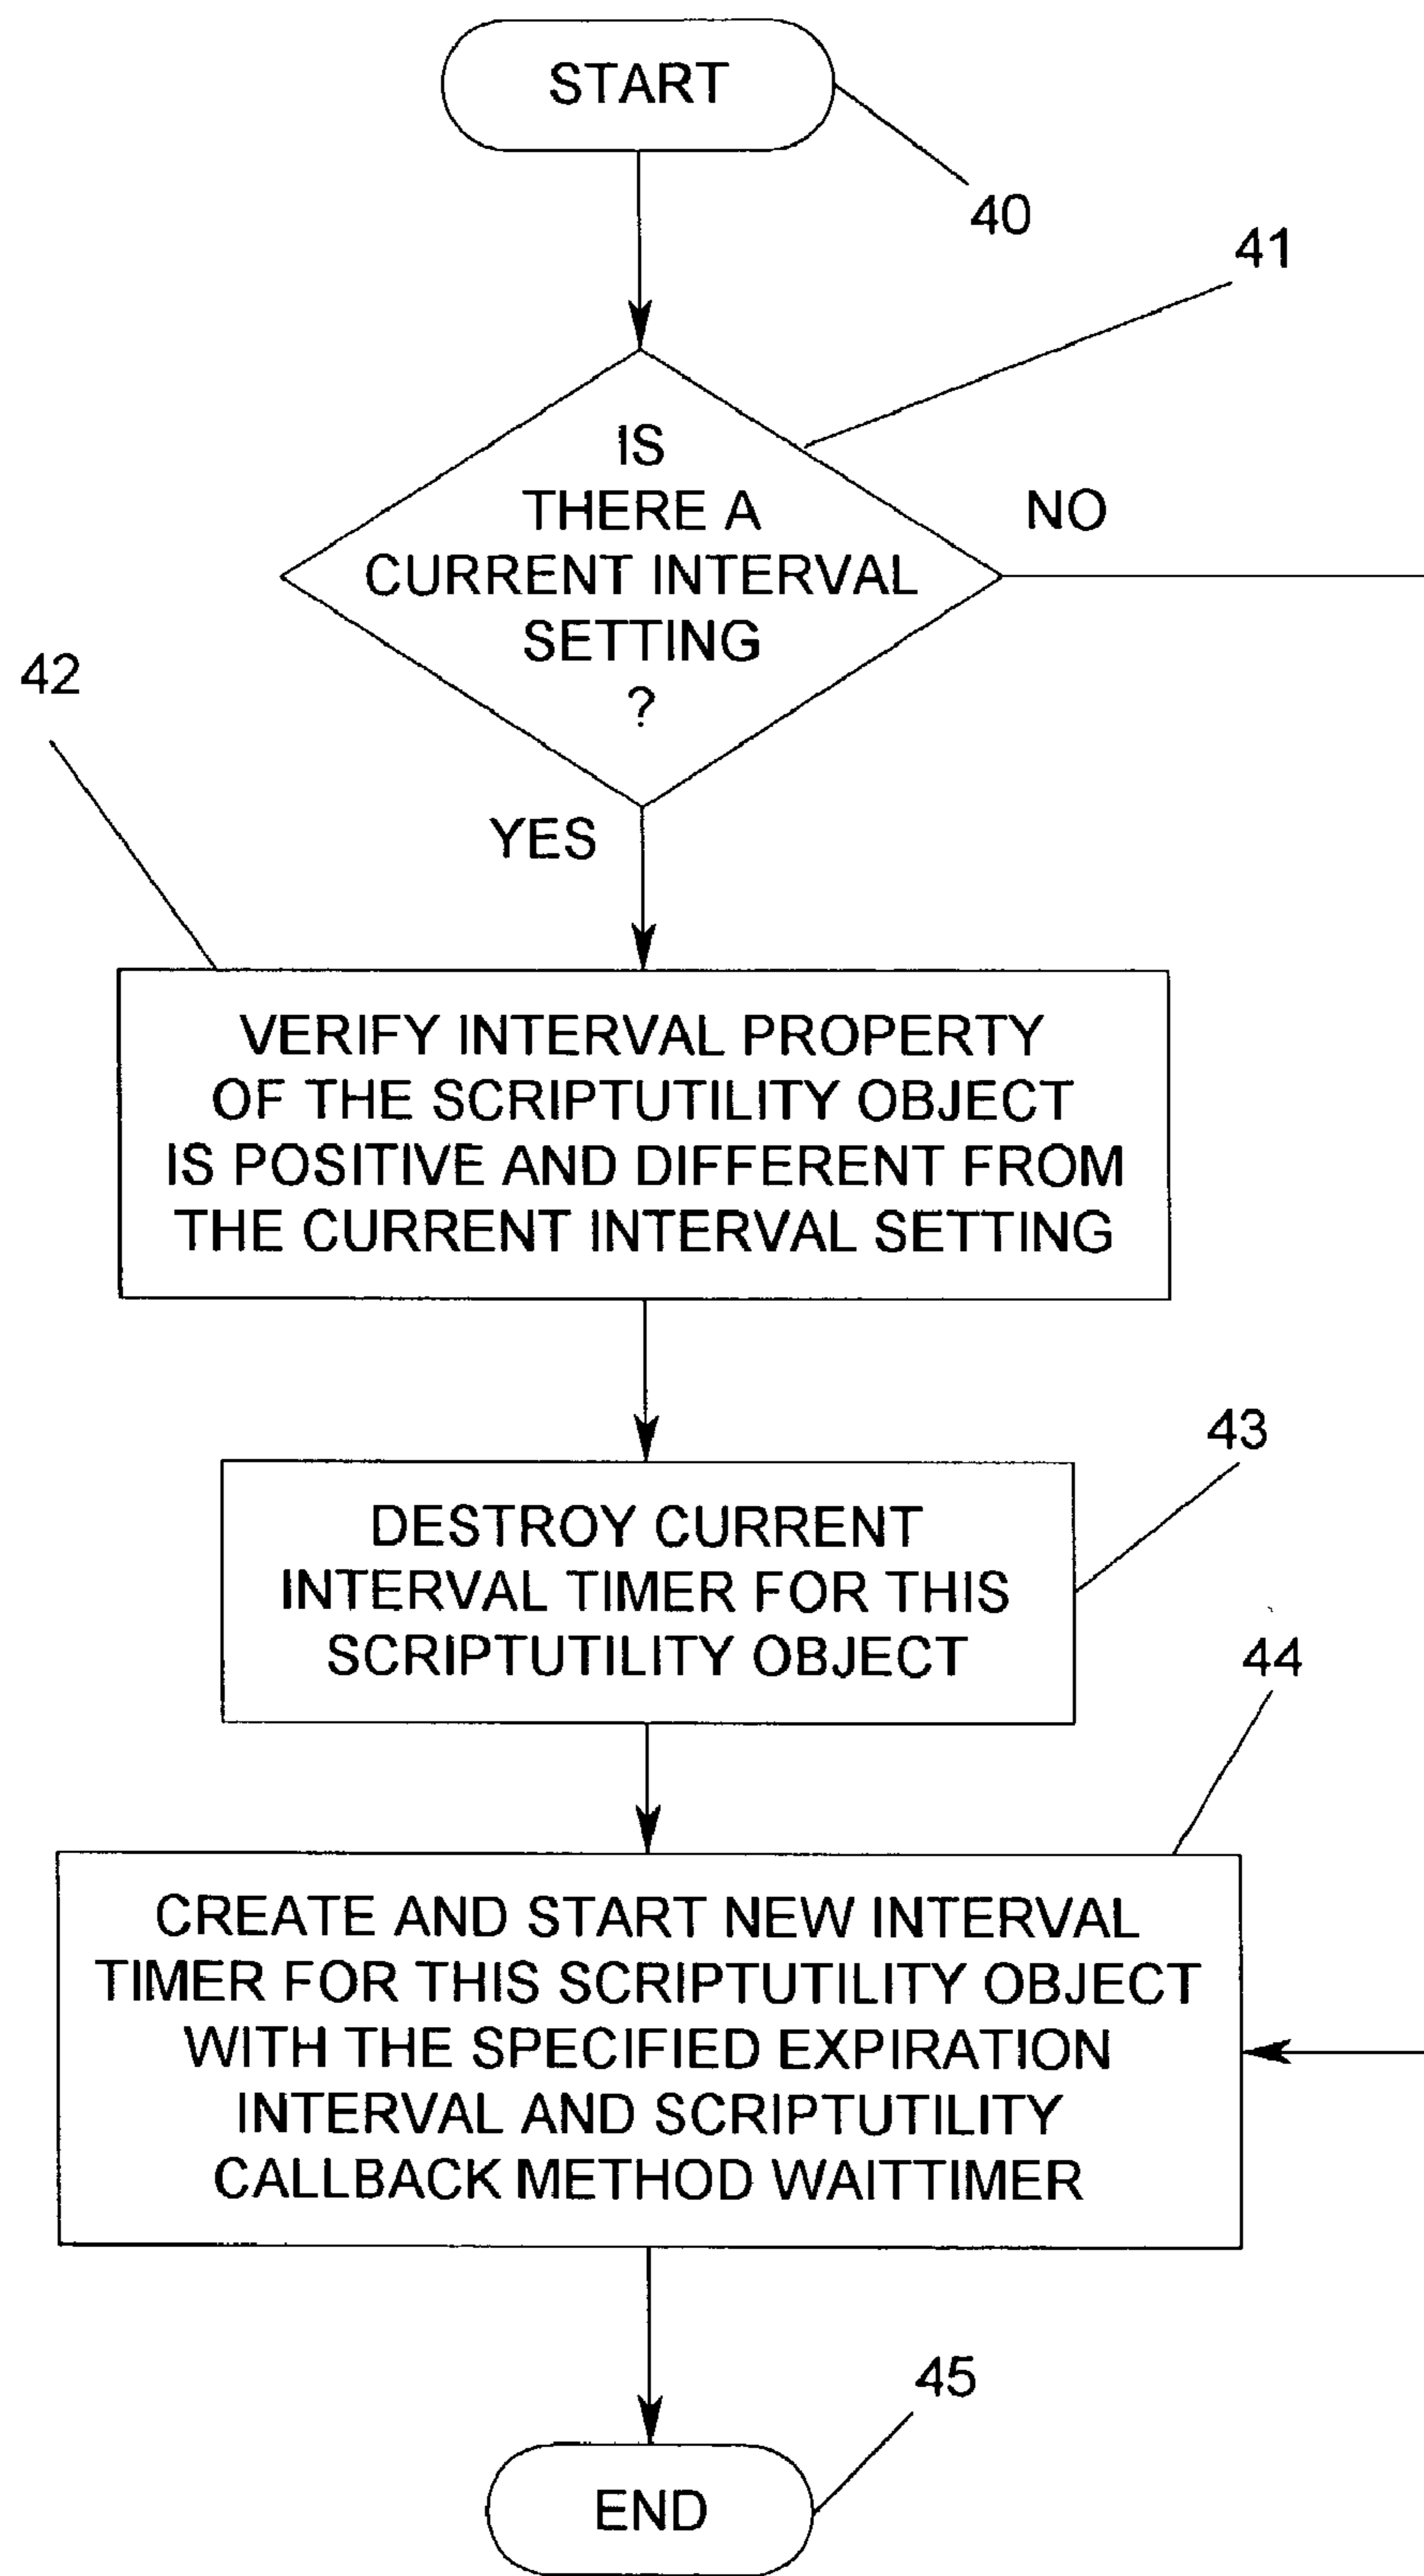 START
40
41
IS
THERE A
CURRENT INTERVAL
SETTING
?
NO
42
YES
VERIFY INTERVAL PROPERTY
OF THE SCRIPTUTILITY OBJECT
IS POSITIVE AND DIFFERENT FROM
THE CURRENT INTERVAL SETTING
43
DESTROY CURRENT
INTERVAL TIMER FOR THIS
SCRIPTUTILITY OBJECT
44
CREATE AND START NEW INTERVAL
TIMER FOR THIS SCRIPTUTILITY OBJECT
WITH THE SPECIFIED EXPIRATION
INTERVAL AND SCRIPTUTILITY
CALLBACK METHOD WAITTIMER
45
END